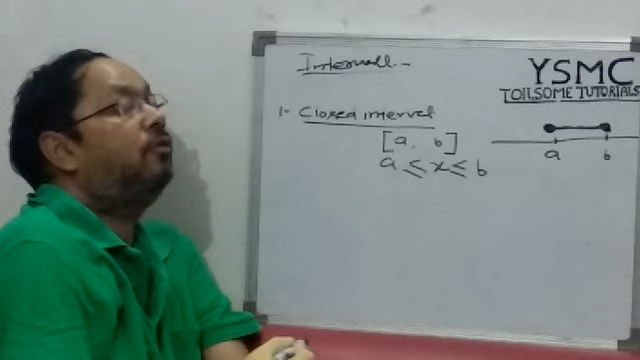 Intervall -
YSMC
TOILSOME TUTORIALS
1- Closed interval
[a, b]
a ≤ x ≤ b
a b